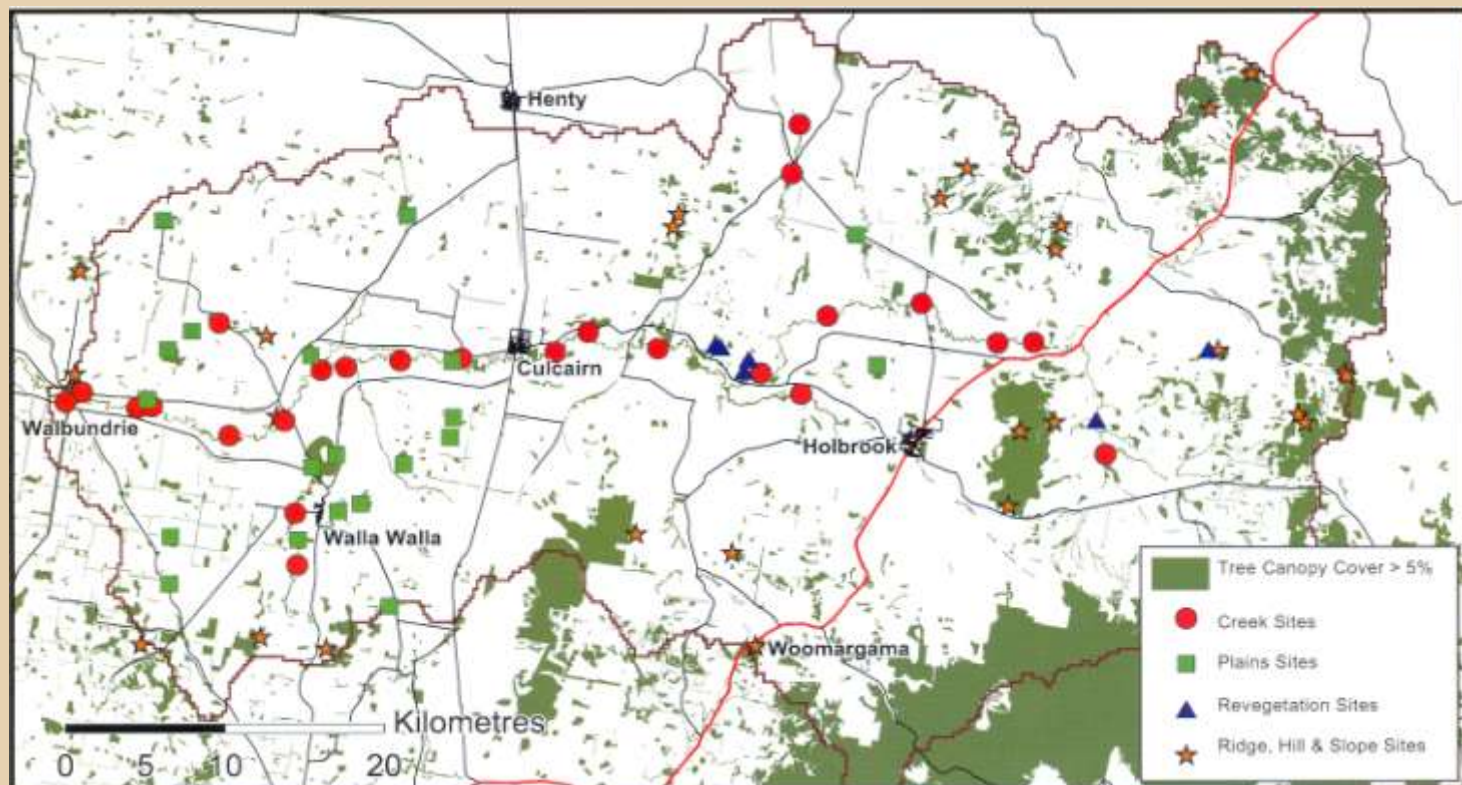 Henty
Culcairn
Walbundrie
Holbrook
Walla Walla
Woomargama
Tree Canopy Cover > 5%
Creek Sites
Plains Sites
Revegetation Sites
Ridge, Hill & Slope Sites
Kilometres
0 5 10 20